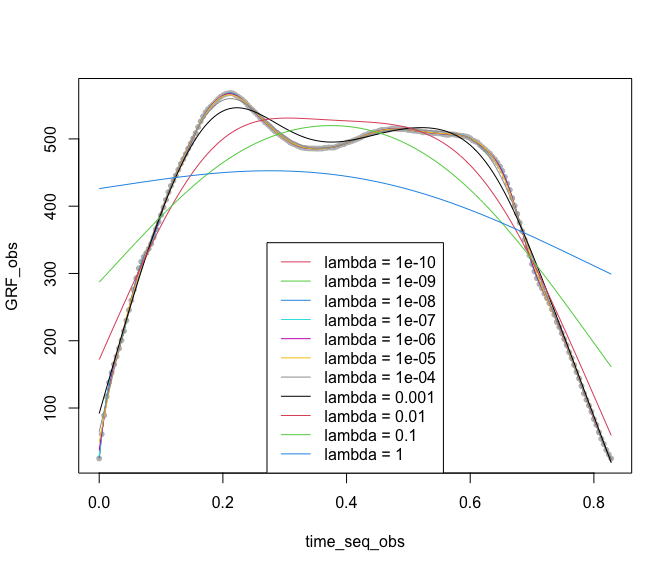 GRF_obs
500
400
300
200
100
lambda = 1e-10
lambda = 1e-09
lambda = 1e-08
lambda = 1e-07
lambda = 1e-06
lambda = 1e-05
lambda = 1e-04
lambda = 0.001
lambda = 0.01
lambda = 0.1
lambda = 1
0.0 0.2 0.4 0.6 0.8
time_seq_obs